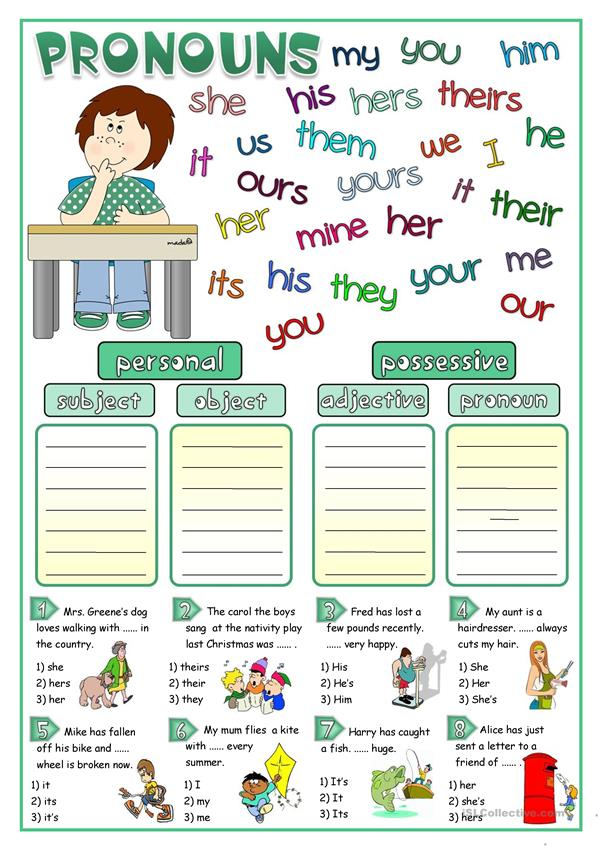 PRONOUNS my you him
she his hers theirs
it us them we I he
ours yours it their
her mine her
its his they your me
you our
mada
personal possessive
subject object adjective pronoun
1 Mrs. Greene's dog
loves walking with ...... in
the country.
1) she
2) hers
3) her
2 The carol the boys
sang at the nativity play
last Christmas was ...... .
1) theirs
2) their
3) they
3 Fred has lost a
few pounds recently.
...... very happy.
1) His
2) He's
3) Him
4 My aunt is a
hairdresser. ...... always
cuts my hair.
1) She
2) Her
3) She's
5 Mike has fallen
off his bike and ......
wheel is broken now.
1) it
2) its
3) it's
6 My mum flies a kite
with ...... every
summer.
1) I
2) my
3) me
7 Harry has caught
a fish. ...... huge.
1) It's
2) It
3) Its
8 Alice has just
sent a letter to a
friend of ...... .
1) her
2) she's
3) hers
iSLCollective.com